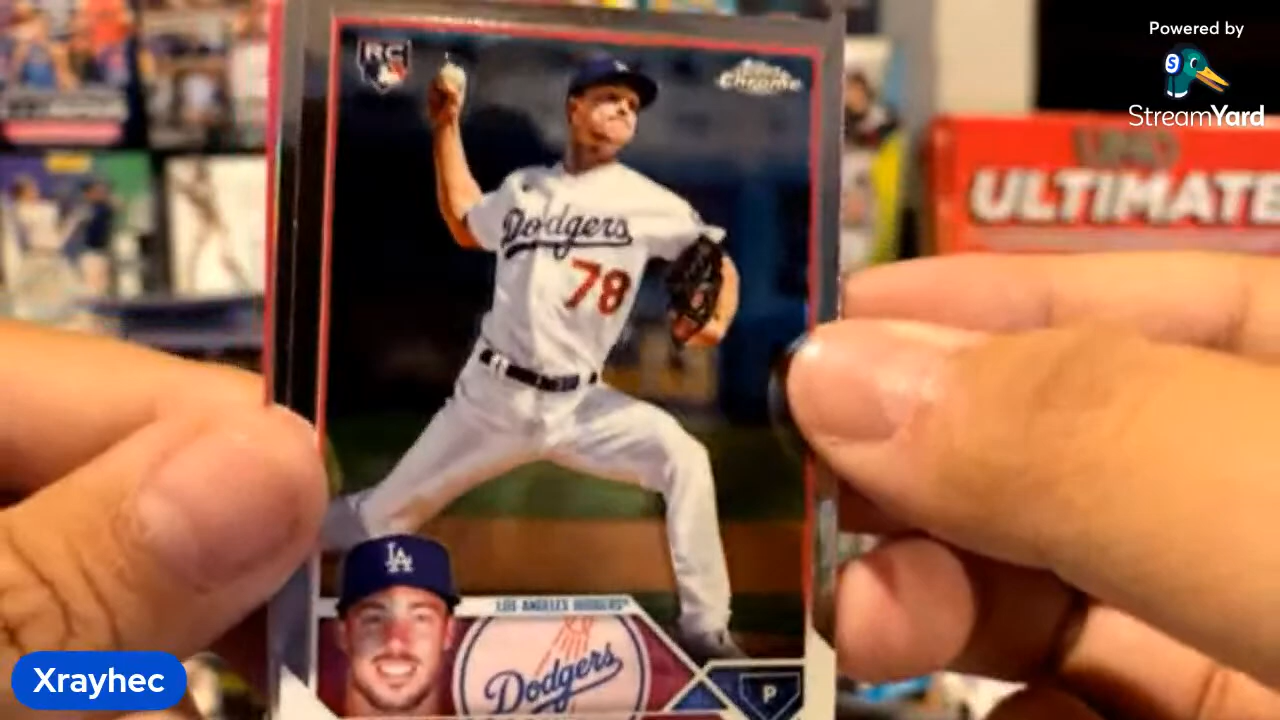 Powered by
StreamYard
RC
Topps
Chrome
ULTIMATE
Dodgers
78
LA
LOS ANGELES DODGERS
Dodgers
P
Xrayhec